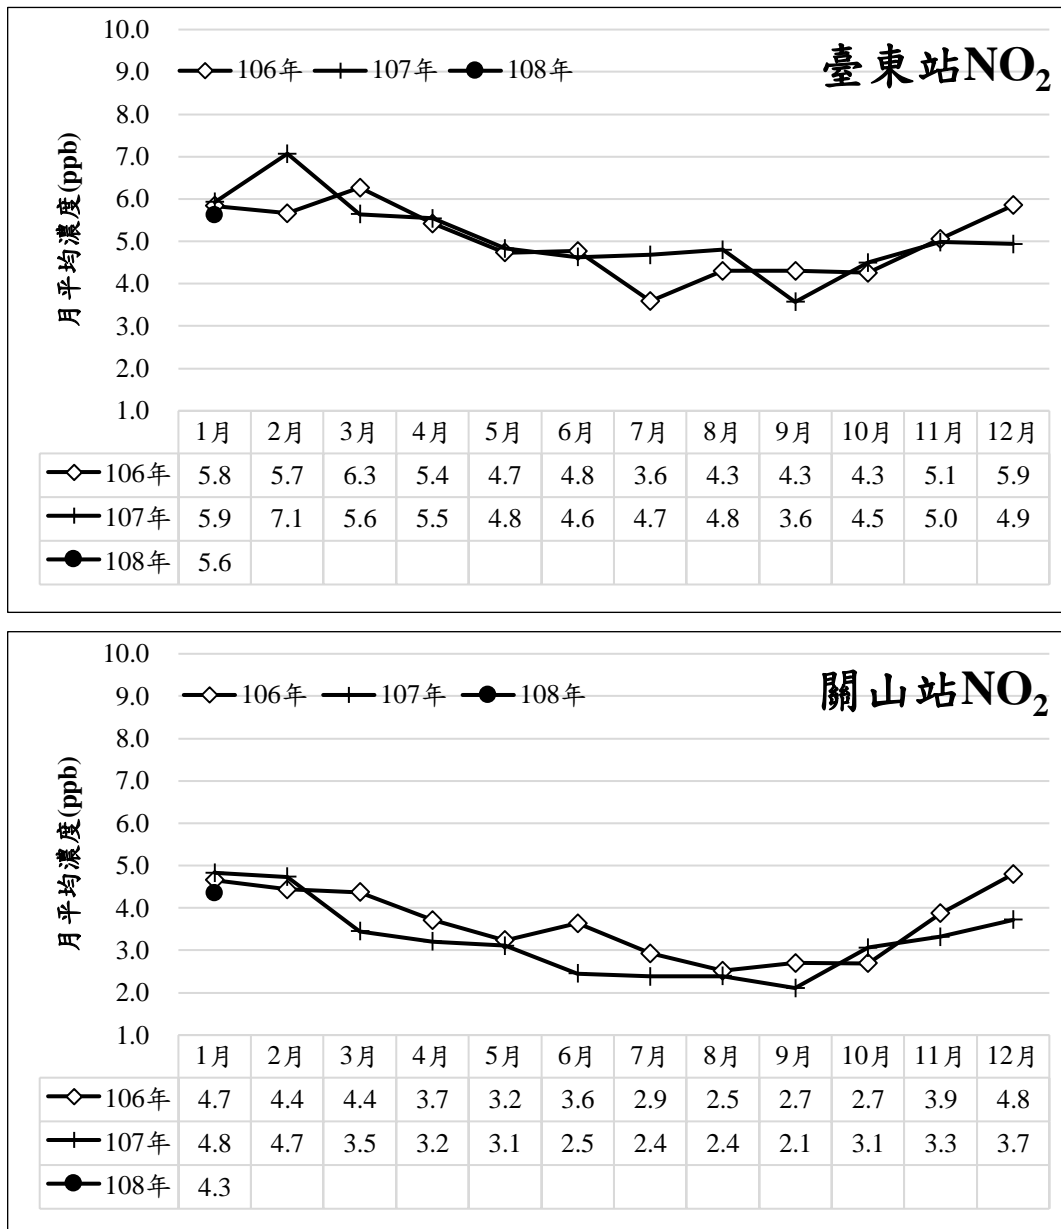 臺東站NO₂
106年 107年 108年
月平均濃度(ppb)
10.0
9.0
8.0
7.0
6.0
5.0
4.0
3.0
2.0
1.0
1月 2月 3月 4月 5月 6月 7月 8月 9月 10月 11月 12月
106年 5.8 5.7 6.3 5.4 4.7 4.8 3.6 4.3 4.3 4.3 5.1 5.9
107年 5.9 7.1 5.6 5.5 4.8 4.6 4.7 4.8 3.6 4.5 5.0 4.9
108年 5.6
關山站NO₂
106年 107年 108年
月平均濃度(ppb)
10.0
9.0
8.0
7.0
6.0
5.0
4.0
3.0
2.0
1.0
1月 2月 3月 4月 5月 6月 7月 8月 9月 10月 11月 12月
106年 4.7 4.4 4.4 3.7 3.2 3.6 2.9 2.5 2.7 2.7 3.9 4.8
107年 4.8 4.7 3.5 3.2 3.1 2.5 2.4 2.4 2.1 3.1 3.3 3.7
108年 4.3